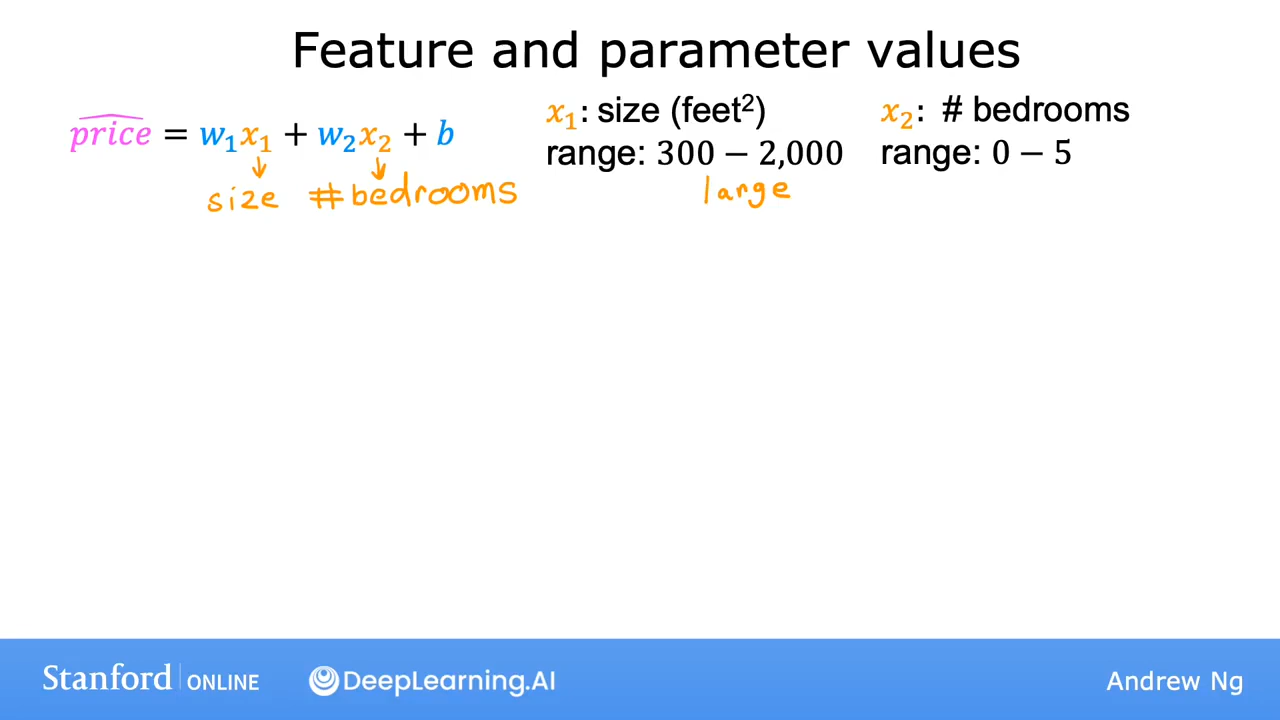 Feature and parameter values
price = w₁x₁ + w₂x₂ + b
size #bedrooms
x₁: size (feet²)
range: 300 − 2,000
large
x₂: # bedrooms
range: 0 − 5
Stanford ONLINE
DeepLearning.AI
Andrew Ng